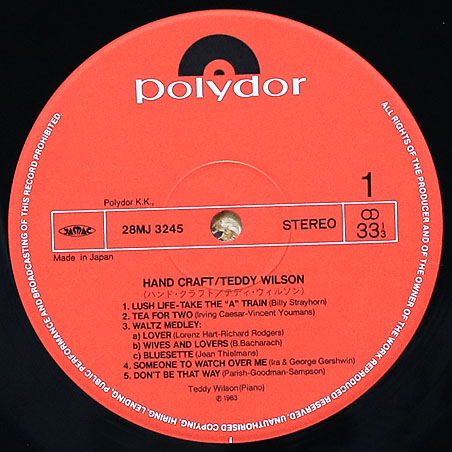 polydor
1
Polydor K.K.,
JASRAC
28MJ 3245
STEREO
33 1/3
Made in Japan
HAND CRAFT/TEDDY WILSON
(ハンド・クラフト/テディ・ウィルソン)
1. LUSH LIFE-TAKE THE "A" TRAIN (Billy Strayhorn)
2. TEA FOR TWO (Irving Caesar-Vincent Youmans)
3. WALTZ MEDLEY:
a) LOVER (Lorenz Hart-Richard Rodgers)
b) WIVES AND LOVERS (B.Bacharach)
c) BLUESETTE (Jean Thielmans)
4. SOMEONE TO WATCH OVER ME (Ira & George Gershwin)
5. DON'T BE THAT WAY (Parish-Goodman-Sampson)
Teddy Wilson(Piano)
℗ 1983
ALL RIGHTS OF THE PRODUCER AND OF THE OWNER OF THE WORK REPRODUCED RESERVED. UNAUTHORISED COPYING, HIRING, LENDING, PUBLIC PERFORMANCE AND BROADCASTING OF THIS RECORD PROHIBITED.